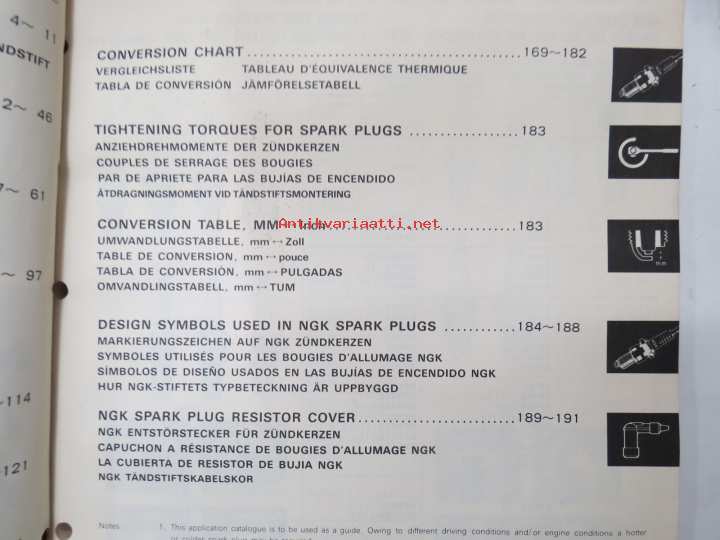 4~ 11
NDSTIFT
2~ 46
7~ 61
~ 97
~114
~121
CONVERSION CHART ........................................ 169~182
VERGLEICHSLISTE TABLEAU D'ÉQUIVALENCE THERMIQUE
TABLA DE CONVERSIÓN JÄMFÖRELSETABELL
TIGHTENING TORQUES FOR SPARK PLUGS ................. 183
ANZIEHDREHMOMENTE DER ZÜNDKERZEN
COUPLES DE SERRAGE DES BOUGIES
PAR DE APRIETE PARA LAS BUJÍAS DE ENCENDIDO
ÅTDRAGNINGSMOMENT VID TÄNDSTIFTSMONTERING
CONVERSION TABLE, MM↔Inch ............................ 183
Antikvariaatti.net
UMWANDLUNGSTABELLE, mm↔Zoll
TABLE DE CONVERSION, mm↔pouce
TABLA DE CONVERSIÓN, mm↔PULGADAS
OMVANDLINGSTABELL, mm↔TUM
mm
DESIGN SYMBOLS USED IN NGK SPARK PLUGS ............ 184~188
MARKIERUNGSZEICHEN AUF NGK ZÜNDKERZEN
SYMBOLES UTILISÉS POUR LES BOUGIES D'ALLUMAGE NGK
SÍMBOLOS DE DISEÑO USADOS EN LAS BUJÍAS DE ENCENDIDO NGK
HUR NGK-STIFTETS TYPBETECKNING ÄR UPPBYGGD
NGK SPARK PLUG RESISTOR COVER ........................ 189~191
NGK ENTSTÖRSTECKER FÜR ZÜNDKERZEN
CAPUCHON A RÉSISTANCE DE BOUGIES D'ALLUMAGE NGK
LA CUBIERTA DE RESISTOR DE BUJIA NGK
NGK TÄNDSTIFTSKABELSKOR
Notes 1. This application catalogue is to be used as a guide. Owing to different driving conditions and/or engine conditions a hotter